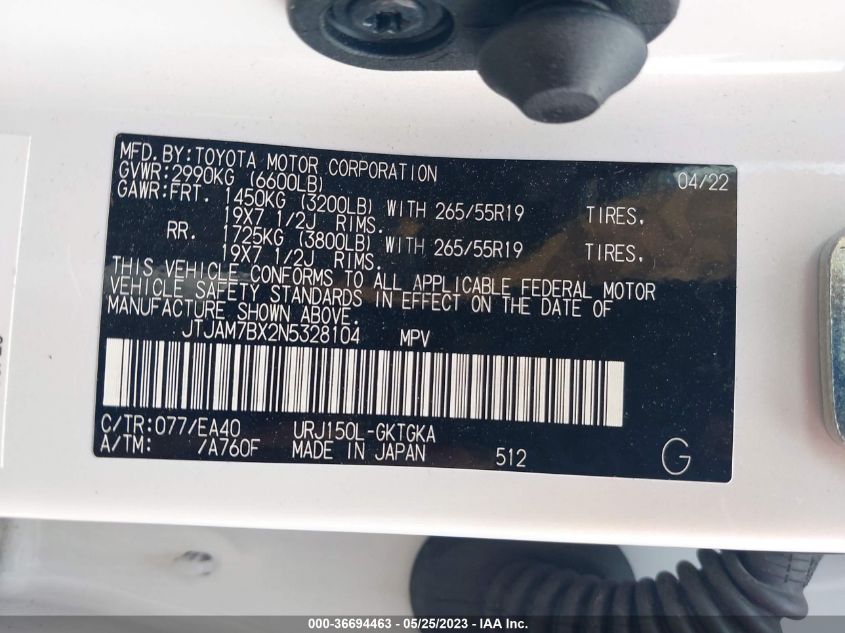 MFD.BY:TOYOTA MOTOR CORPORATION 04/22
GVWR:2990KG (6600LB)
GAWR:FRT. 1450KG (3200LB) WITH 265/55R19 TIRES.
19X7 1/2J RIMS.
RR. 1725KG (3800LB) WITH 265/55R19 TIRES.
19X7 1/2J RIMS.
THIS VEHICLE CONFORMS TO ALL APPLICABLE FEDERAL MOTOR
VEHICLE SAFETY STANDARDS IN EFFECT ON THE DATE OF
MANUFACTURE SHOWN ABOVE.
JTJAM7BX2N5328104 MPV
C/TR:077/EA40 URJ150L-GKTGKA
A/TM: /A760F MADE IN JAPAN 512 G
000-36694463 - 05/25/2023 - IAA Inc.